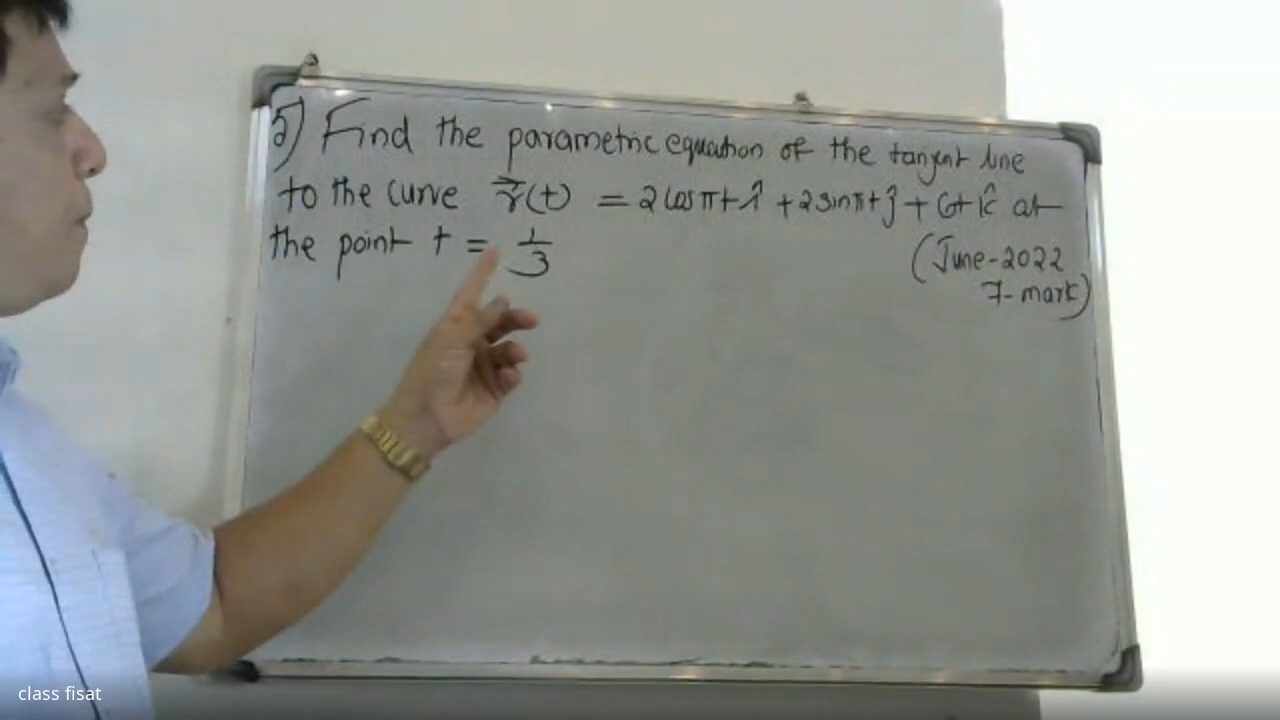 5) Find the parametric equation of the tangent line
to the curve r⃗(t) = 2 cos πt î + 2 sin πt ĵ + 6t k̂ at
the point t = 1/3
(June-2022
7-mark)
class fisat